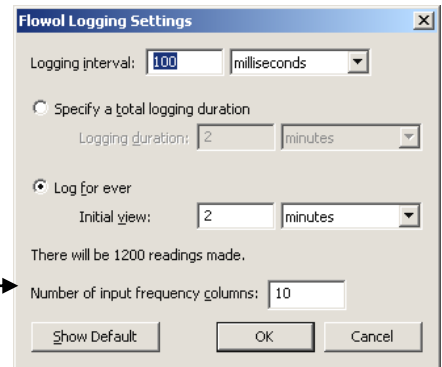 Flowol Logging Settings
Logging interval: 100 milliseconds
Specify a total logging duration
Logging duration: 2 minutes
Log for ever
Initial view: 2 minutes
There will be 1200 readings made.
Number of input frequency columns: 10
Show Default OK Cancel